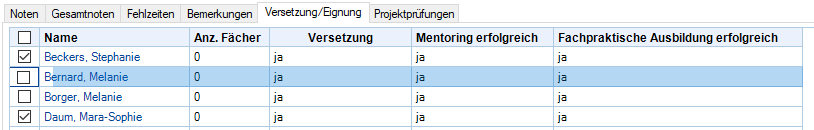 Noten Gesamtnoten Fehlzeiten Bemerkungen Versetzung/Eignung Projektprüfungen
Name Anz. Fächer Versetzung Mentoring erfolgreich Fachpraktische Ausbildung erfolgreich
Beckers, Stephanie 0 ja ja ja
Bernard, Melanie 0 ja ja ja
Borger, Melanie 0 ja ja ja
Daum, Mara-Sophie 0 ja ja ja